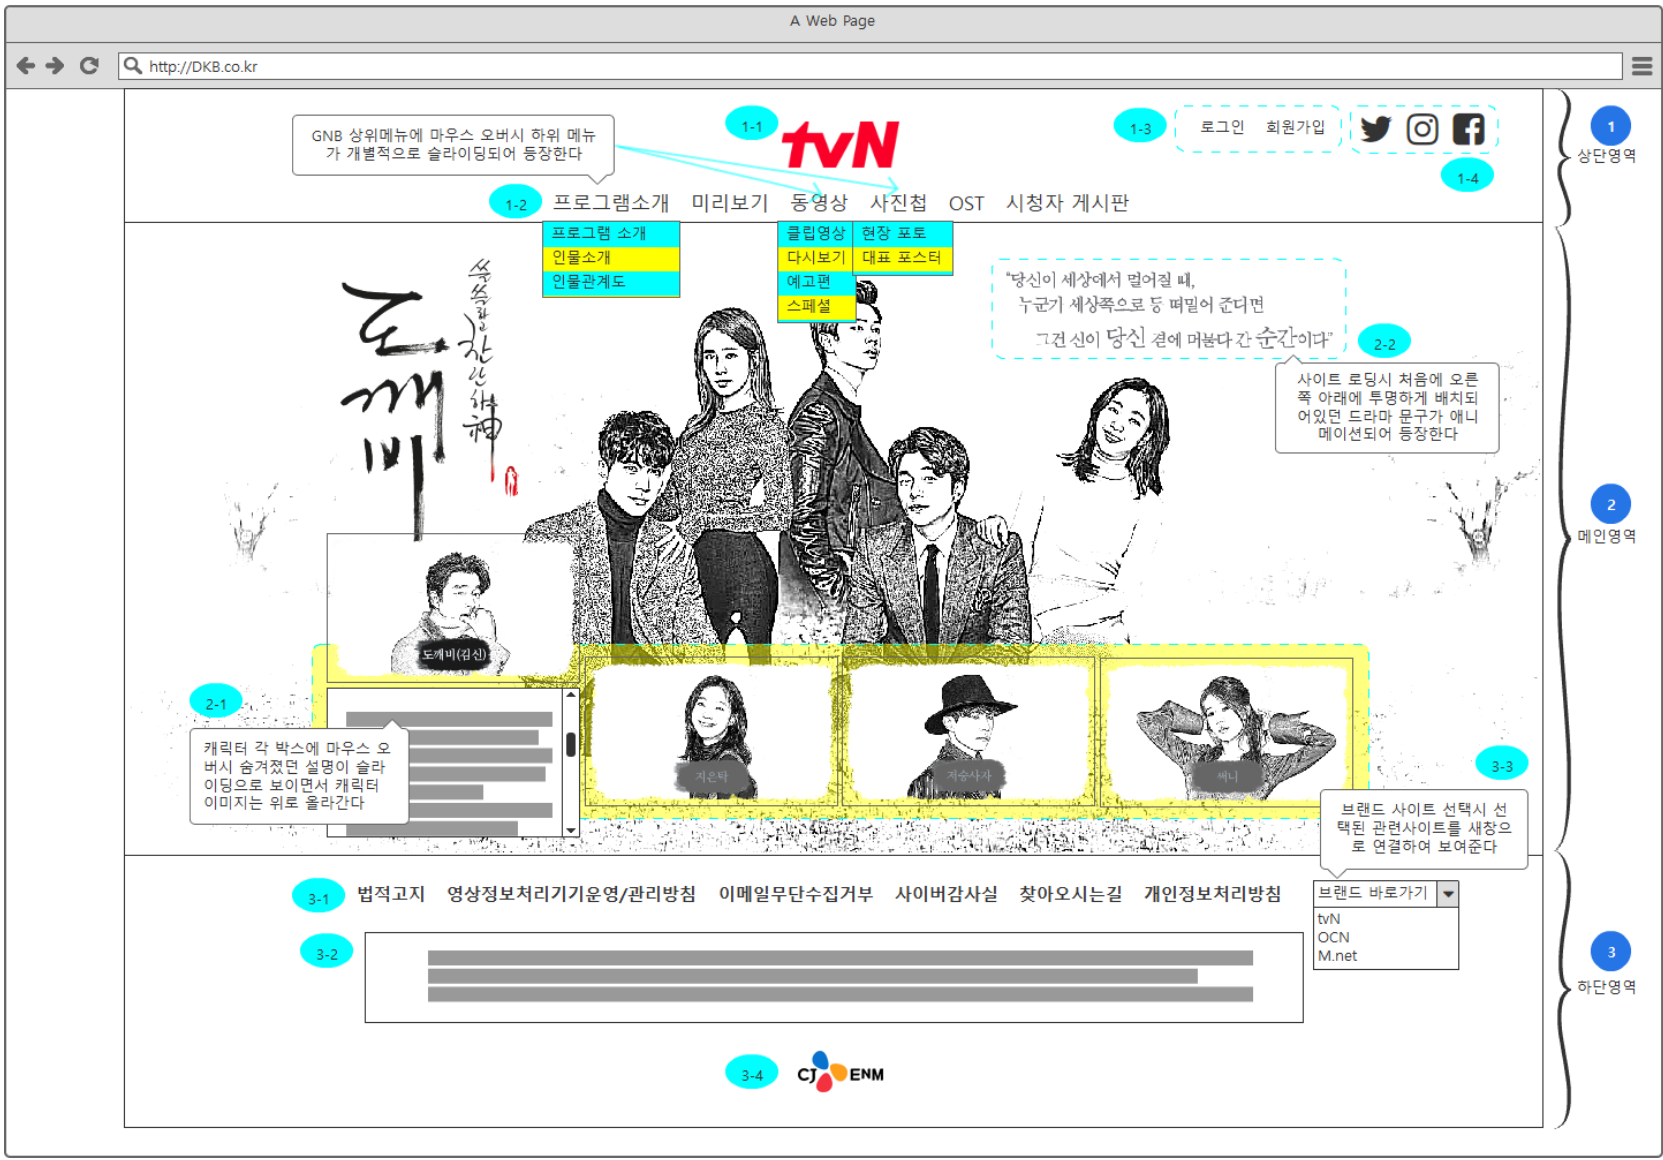 A Web Page
http://DKB.co.kr
GNB 상위메뉴에 마우스 오버시 하위 메뉴
가 개별적으로 슬라이딩되어 등장한다
1-1
tvN
1-3
로그인 회원가입
1-4
1
상단영역
1-2
프로그램소개 미리보기 동영상 사진첩 OST 시청자 게시판
프로그램 소개
인물소개
인물관계도
클립영상
다시보기
예고편
스페셜
현장 포토
대표 포스터
쓸쓸하고 찬란하神
도깨비
“당신이 세상에서 멀어질 때,
누군가 세상쪽으로 등 떠밀어 준다면
그건 신이 당신 곁에 머물다 간 순간이다”
2-2
사이트 로딩시 처음에 오른
쪽 아래에 투명하게 배치되
어있던 드라마 문구가 애니
메이션되어 등장한다
2
메인영역
도깨비(김신)
2-1
캐릭터 각 박스에 마우스 오
버시 숨겨졌던 설명이 슬라
이딩으로 보이면서 캐릭터
이미지는 위로 올라간다
지은탁
저승사자
써니
3-3
브랜드 사이트 선택시 선
택된 관련사이트를 새창으
로 연결하여 보여준다
3-1
법적고지 영상정보처리기기운영/관리방침 이메일무단수집거부 사이버감사실 찾아오시는길 개인정보처리방침
브랜드 바로가기
tvN
OCN
M.net
3-2
3
하단영역
3-4
CJ ENM